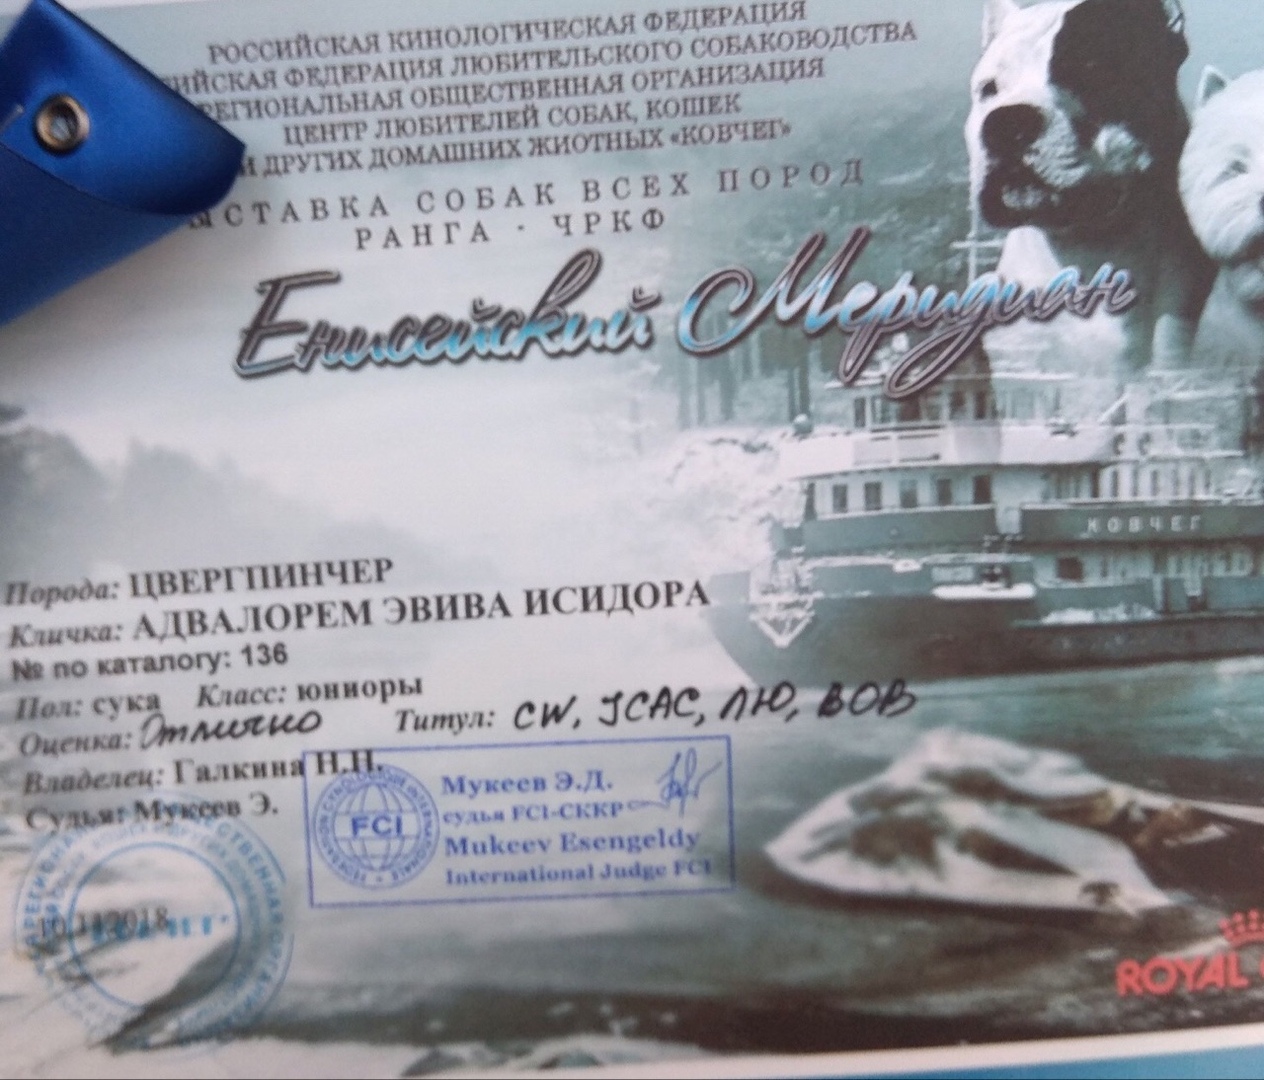 РОССИЙСКАЯ КИНОЛОГИЧЕСКАЯ ФЕДЕРАЦИЯ
ФЕДЕРАЦИЯ ЛЮБИТЕЛЬСКОГО СОБАКОВОДСТВА
ОБЩЕСТВЕННАЯ ОРГАНИЗАЦИЯ
ЦЕНТР ЛЮБИТЕЛЕЙ СОБАК, КОШЕК
И ДРУГИХ ДОМАШНИХ ЖИОТНЫХ «КОВЧЕГ»
ЫСТАВКА СОБАК ВСЕХ ПОРОД
РАНГА · ЧРКФ
Енисейский Меридиан
КОВЧЕГ
Порода: ЦВЕРГПИНЧЕР
Кличка: АДВАЛОРЕМ ЭВИВА ИСИДОРА
№ по каталогу: 136
Пол: сука Класс: юниоры
Оценка: Отлично Титул: CW, JCAC, ЛЮ, BOB
Владелец: Галкина Н.Н.
Судья: Мукеев Э.
FCI
Мукеев Э.Д.
судья FCI-СККР
Mukeev Esengeldy
International Judge FCI
ROYAL